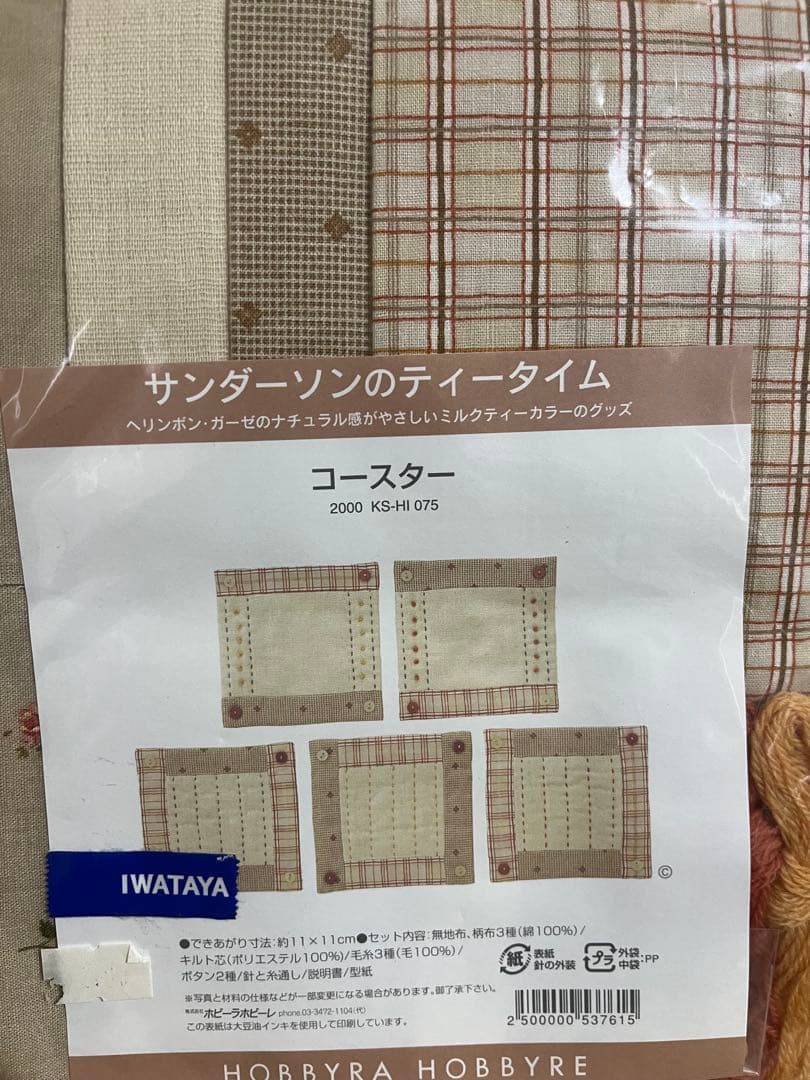 サンダーソンのティータイム
ヘリンボン・ガーゼのナチュラル感がやさしいミルクティーカラーのグッズ
コースター
2000 KS-HI 075
©
IWATAYA
●できあがり寸法:約11×11cm●セット内容:無地布、柄布3種(綿100%)/
キルト芯(ポリエステル100%)/毛糸3種(毛100%)/
ボタン2種/針と糸通し/説明書/型紙
紙 表紙 針の外装
プラ 外袋 中袋:PP
※写真と材料の仕様などが一部変更になる場合があります。御了承下さい。
株式会社 ホビーラホビーレ phone.03-3472-1104(代)
この表紙は大豆油インキを使用して印刷しています。
2 500000 537615
HOBBYRA HOBBYRE